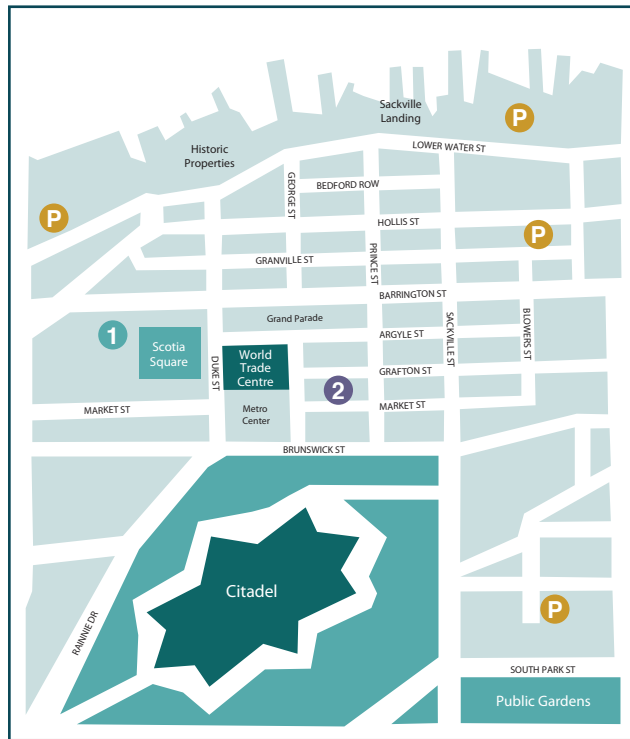 Sackville
Landing
P
LOWER WATER ST
Historic
Properties
BEDFORD ROW
GEORGE ST
P
HOLLIS ST
P
PRINCE ST
GRANVILLE ST
BARRINGTON ST
Grand Parade
SACKVILLE ST
BLOWERS ST
1
ARGYLE ST
Scotia
Square
DUKE ST
World
Trade
Centre
GRAFTON ST
2
MARKET ST
MARKET ST
Metro
Center
BRUNSWICK ST
Citadel
RAINNIE DR
P
SOUTH PARK ST
Public Gardens